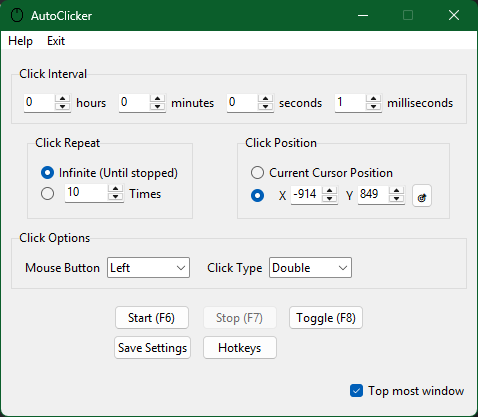 AutoClicker
Help Exit
Click Interval
0 hours 0 minutes 0 seconds 1 milliseconds
Click Repeat
Infinite (Until stopped)
10 Times
Click Position
Current Cursor Position
X -914 Y 849
Click Options
Mouse Button Left Click Type Double
Start (F6) Stop (F7) Toggle (F8)
Save Settings Hotkeys
Top most window